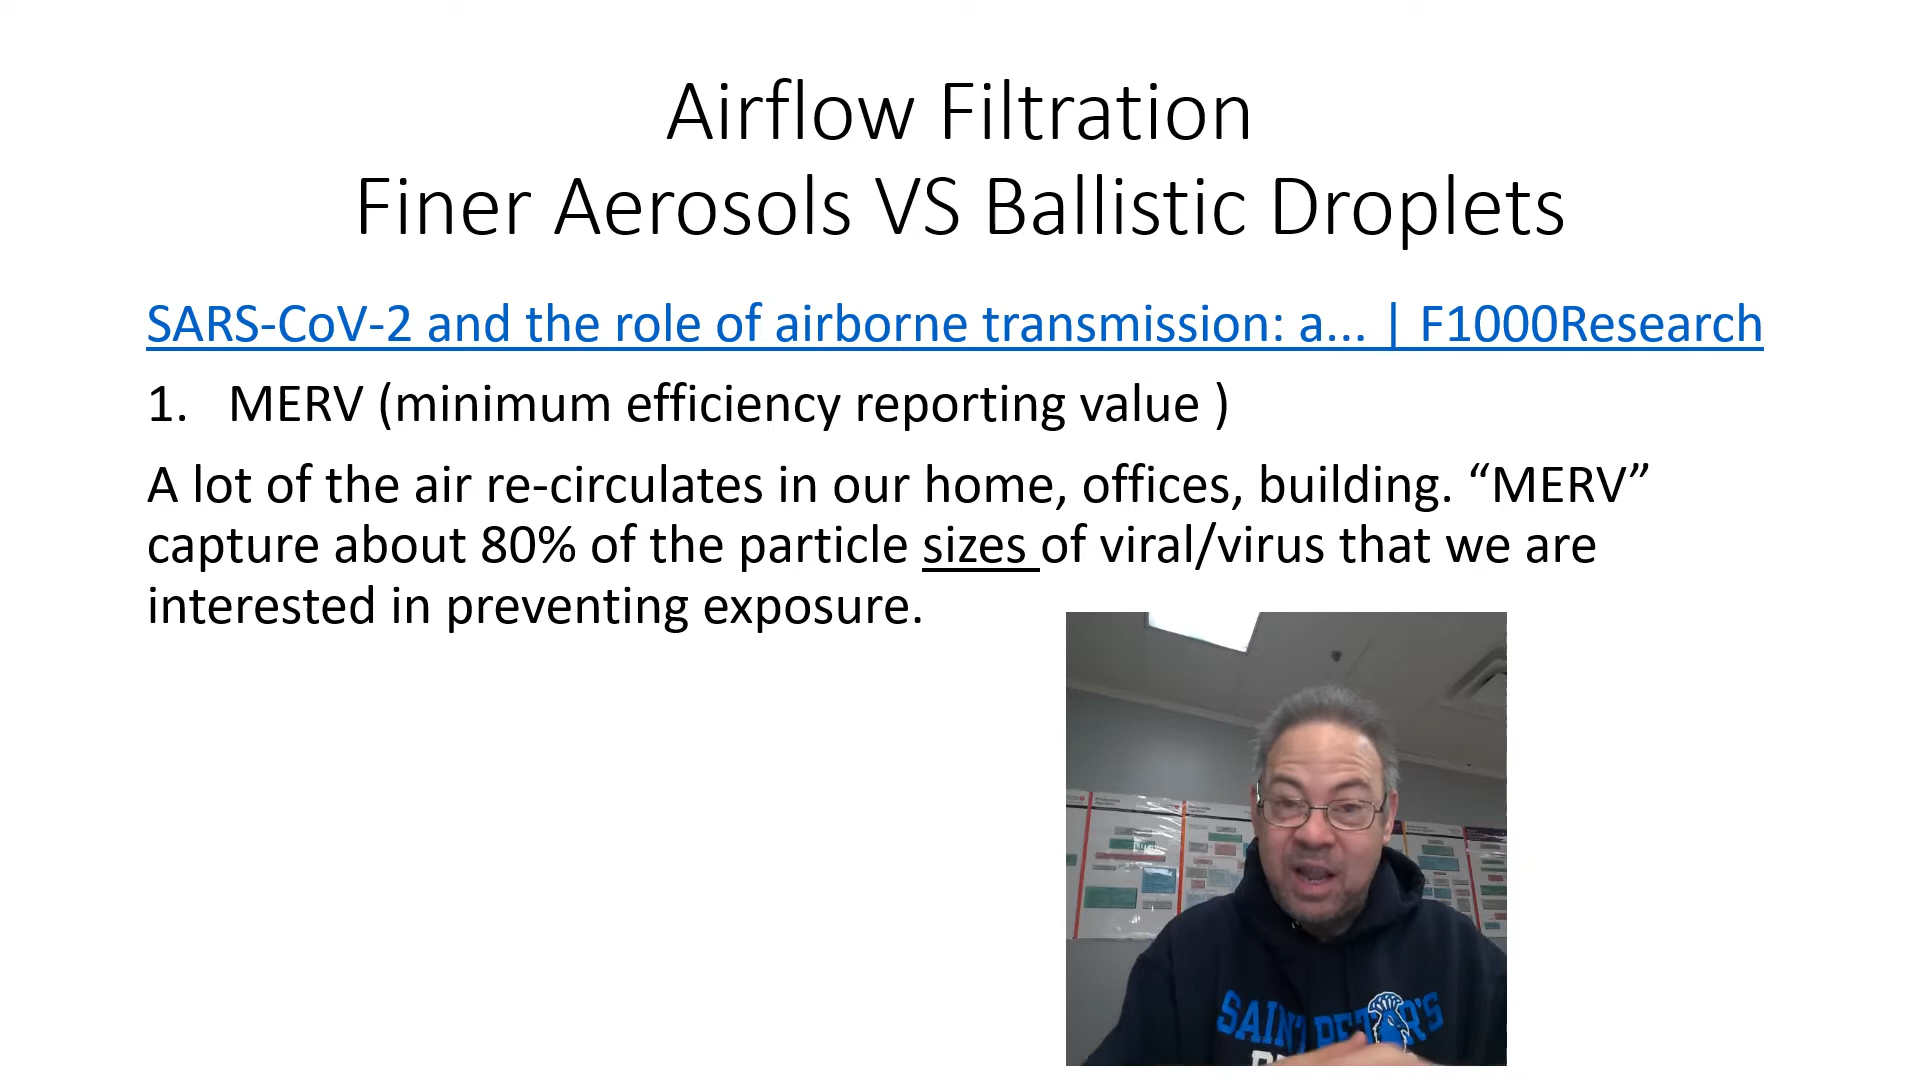 Airflow Filtration
Finer Aerosols VS Ballistic Droplets
SARS-CoV-2 and the role of airborne transmission: a... | F1000Research
1. MERV (minimum efficiency reporting value )
A lot of the air re-circulates in our home, offices, building. “MERV”
capture about 80% of the particle sizes of viral/virus that we are
interested in preventing exposure.
SAINT PETER'S